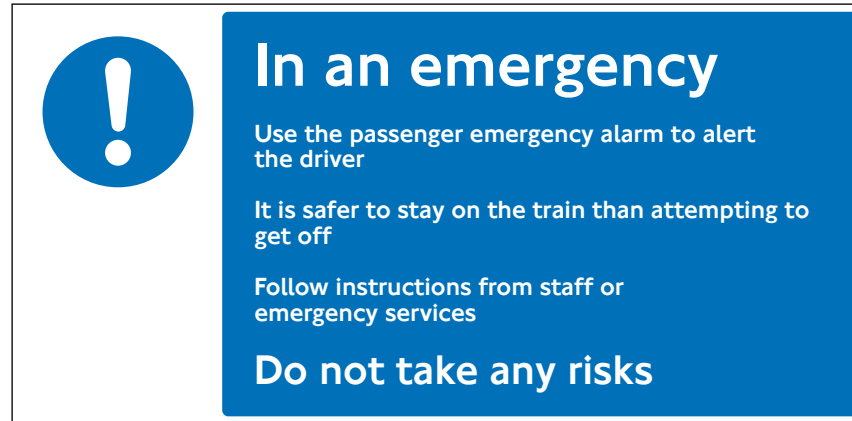 In an emergency
Use the passenger emergency alarm to alert
the driver
It is safer to stay on the train than attempting to
get off
Follow instructions from staff or
emergency services
Do not take any risks